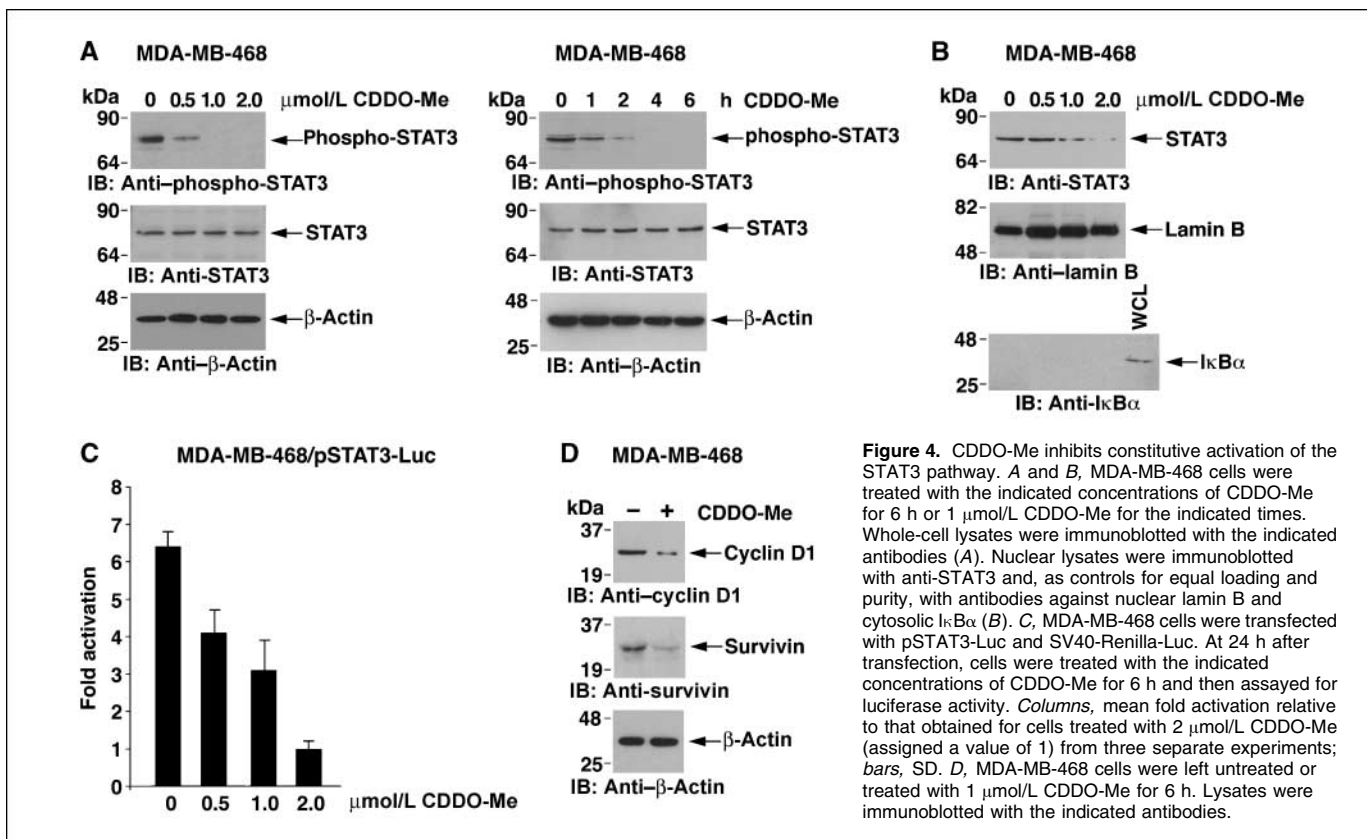 A MDA-MB-468
kDa 0 0.5 1.0 2.0 μmol/L CDDO-Me
90
Phospho-STAT3
64
IB: Anti–phospho-STAT3
90
STAT3
64
IB: Anti-STAT3
48
β-Actin
25
IB: Anti–β-Actin
MDA-MB-468
kDa 0 1 2 4 6 h CDDO-Me
90
phospho-STAT3
64
IB: Anti–phospho-STAT3
90
STAT3
64
IB: Anti-STAT3
48
β-Actin
25
IB: Anti–β-Actin
B MDA-MB-468
kDa 0 0.5 1.0 2.0 μmol/L CDDO-Me
90
STAT3
64
IB: Anti-STAT3
82
Lamin B
48
IB: Anti–lamin B
WCL
48
IκBα
25
IB: Anti-IκBα
C MDA-MB-468/pSTAT3-Luc
Fold activation
8
7
6
5
4
3
2
1
0
0 0.5 1.0 2.0 μmol/L CDDO-Me
D MDA-MB-468
kDa − + CDDO-Me
37
Cyclin D1
19
IB: Anti–cyclin D1
37
Survivin
19
IB: Anti-survivin
48
β-Actin
25
IB: Anti–β-Actin
Figure 4. CDDO-Me inhibits constitutive activation of the
STAT3 pathway. A and B, MDA-MB-468 cells were
treated with the indicated concentrations of CDDO-Me
for 6 h or 1 μmol/L CDDO-Me for the indicated times.
Whole-cell lysates were immunoblotted with the indicated
antibodies (A). Nuclear lysates were immunoblotted
with anti-STAT3 and, as controls for equal loading and
purity, with antibodies against nuclear lamin B and
cytosolic IκBα (B). C, MDA-MB-468 cells were transfected
with pSTAT3-Luc and SV40-Renilla-Luc. At 24 h after
transfection, cells were treated with the indicated
concentrations of CDDO-Me for 6 h and then assayed for
luciferase activity. Columns, mean fold activation relative
to that obtained for cells treated with 2 μmol/L CDDO-Me
(assigned a value of 1) from three separate experiments;
bars, SD. D, MDA-MB-468 cells were left untreated or
treated with 1 μmol/L CDDO-Me for 6 h. Lysates were
immunoblotted with the indicated antibodies.